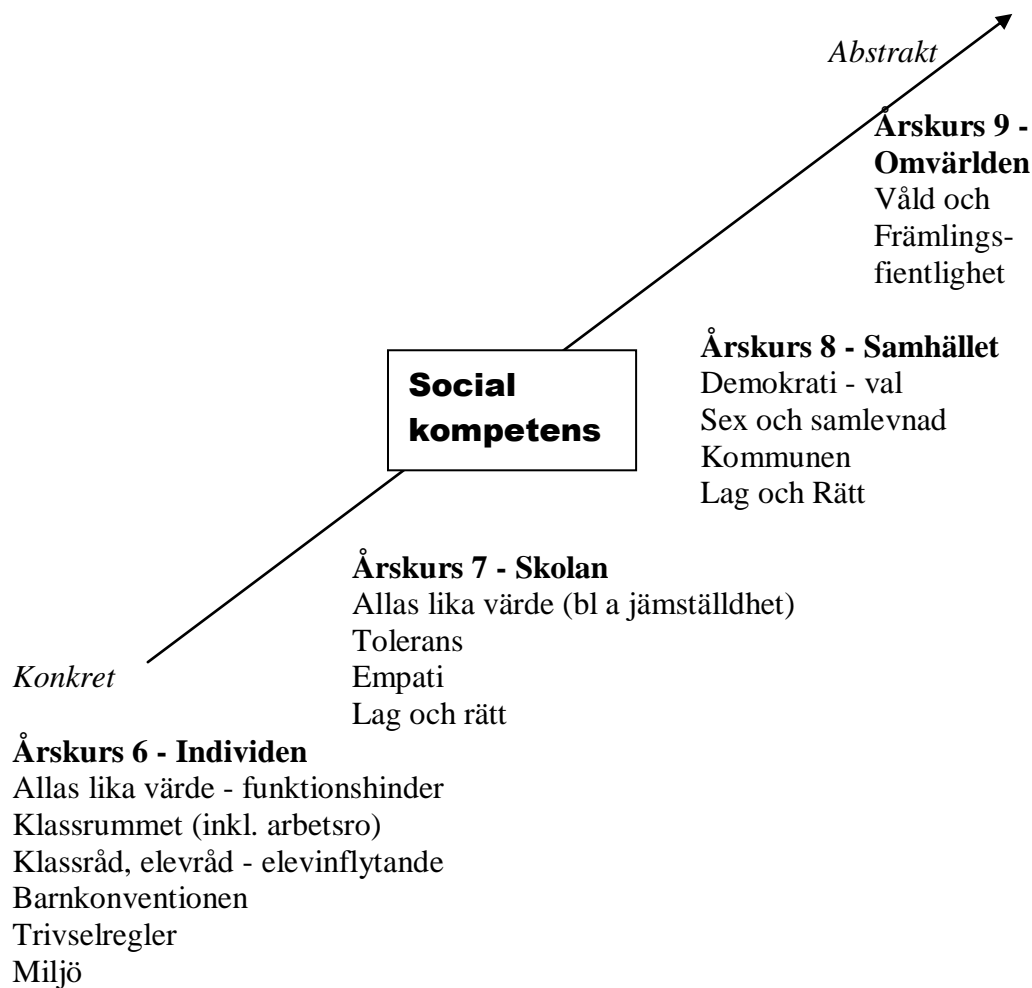 Abstrakt
Årskurs 9 -
Omvärlden
Våld och
Främlings-
fientlighet
Årskurs 8 - Samhället
Demokrati - val
Sex och samlevnad
Kommunen
Lag och Rätt
Social
kompetens
Årskurs 7 - Skolan
Allas lika värde (bl a jämställdhet)
Tolerans
Empati
Lag och rätt
Konkret
Årskurs 6 - Individen
Allas lika värde - funktionshinder
Klassrummet (inkl. arbetsro)
Klassråd, elevråd - elevinflytande
Barnkonventionen
Trivselregler
Miljö